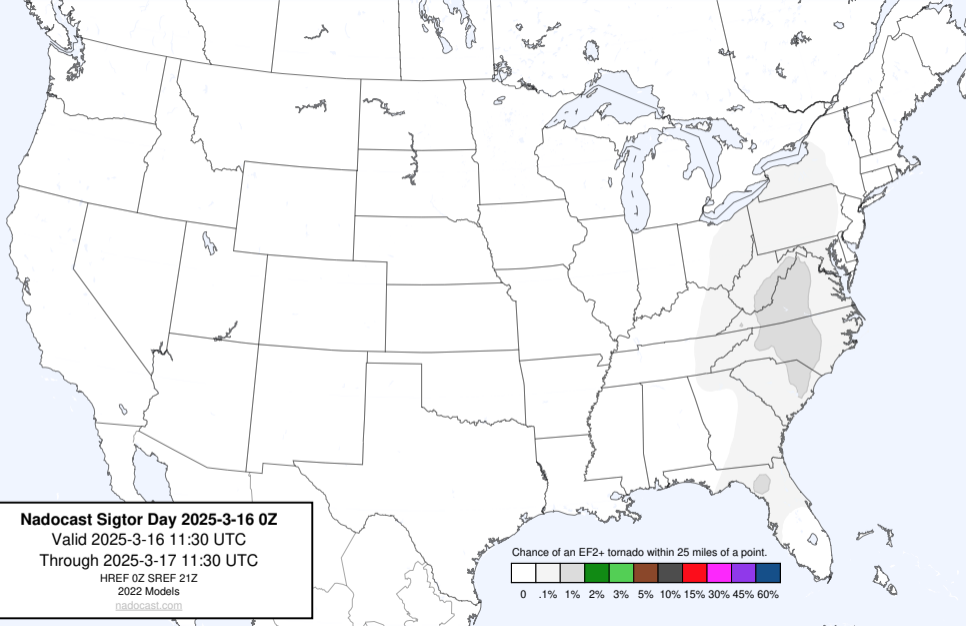 Nadocast Sigtor Day 2025-3-16 0Z
Valid 2025-3-16 11:30 UTC
Through 2025-3-17 11:30 UTC
HREF 0Z SREF 21Z
2022 Models
nadocast.com
Chance of an EF2+ tornado within 25 miles of a point.
0 .1% 1% 2% 3% 5% 10% 15% 30% 45% 60%